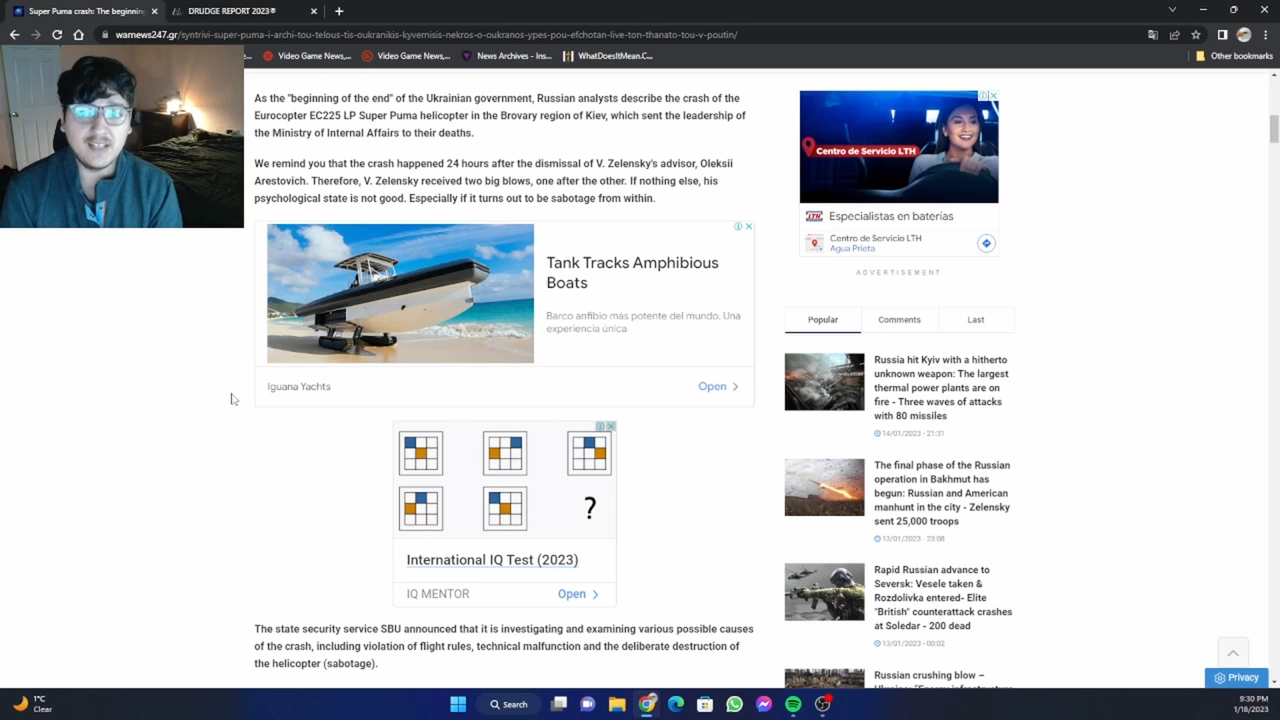 Super Puma crash: The beginnin
DRUDGE REPORT 2023®
warnews247.gr/syntrivi-super-puma-i-archi-tou-telous-tis-oukranikis-kyvernisis-nekros-o-oukranos-ypes-pou-efchotan-live-ton-thanato-tou-v-poutin/
e...
Video Game News,...
Video Game News,...
News Archives - Ins...
WhatDoesItMean.C...
Other bookmarks
As the "beginning of the end" of the Ukrainian government, Russian analysts describe the crash of the
Eurocopter EC225 LP Super Puma helicopter in the Brovary region of Kiev, which sent the leadership of
the Ministry of Internal Affairs to their deaths.
We remind you that the crash happened 24 hours after the dismissal of V. Zelensky's advisor, Oleksii
Arestovich. Therefore, V. Zelensky received two big blows, one after the other. If nothing else, his
psychological state is not good. Especially if it turns out to be sabotage from within.
Tank Tracks Amphibious
Boats
Barco anfibio más potente del mundo. Una
experiencia única
Iguana Yachts
Open
?
International IQ Test (2023)
IQ MENTOR
Open
The state security service SBU announced that it is investigating and examining various possible causes
of the crash, including violation of flight rules, technical malfunction and the deliberate destruction of
the helicopter (sabotage).
Centro de Servicio LTH
LTH
Especialistas en baterías
Centro de Servicio LTH
Agua Prieta
ADVERTISEMENT
Popular
Comments
Last
Russia hit Kyiv with a hitherto
unknown weapon: The largest
thermal power plants are on
fire - Three waves of attacks
with 80 missiles
14/01/2023 - 21:31
The final phase of the Russian
operation in Bakhmut has
begun: Russian and American
manhunt in the city - Zelensky
sent 25,000 troops
13/01/2023 - 23:08
Rapid Russian advance to
Seversk: Vesele taken &
Rozdolivka entered- Elite
"British" counterattack crashes
at Soledar - 200 dead
13/01/2023 - 00:02
Russian crushing blow –
Privacy
1°C
Clear
Search
9:30 PM
1/18/2023